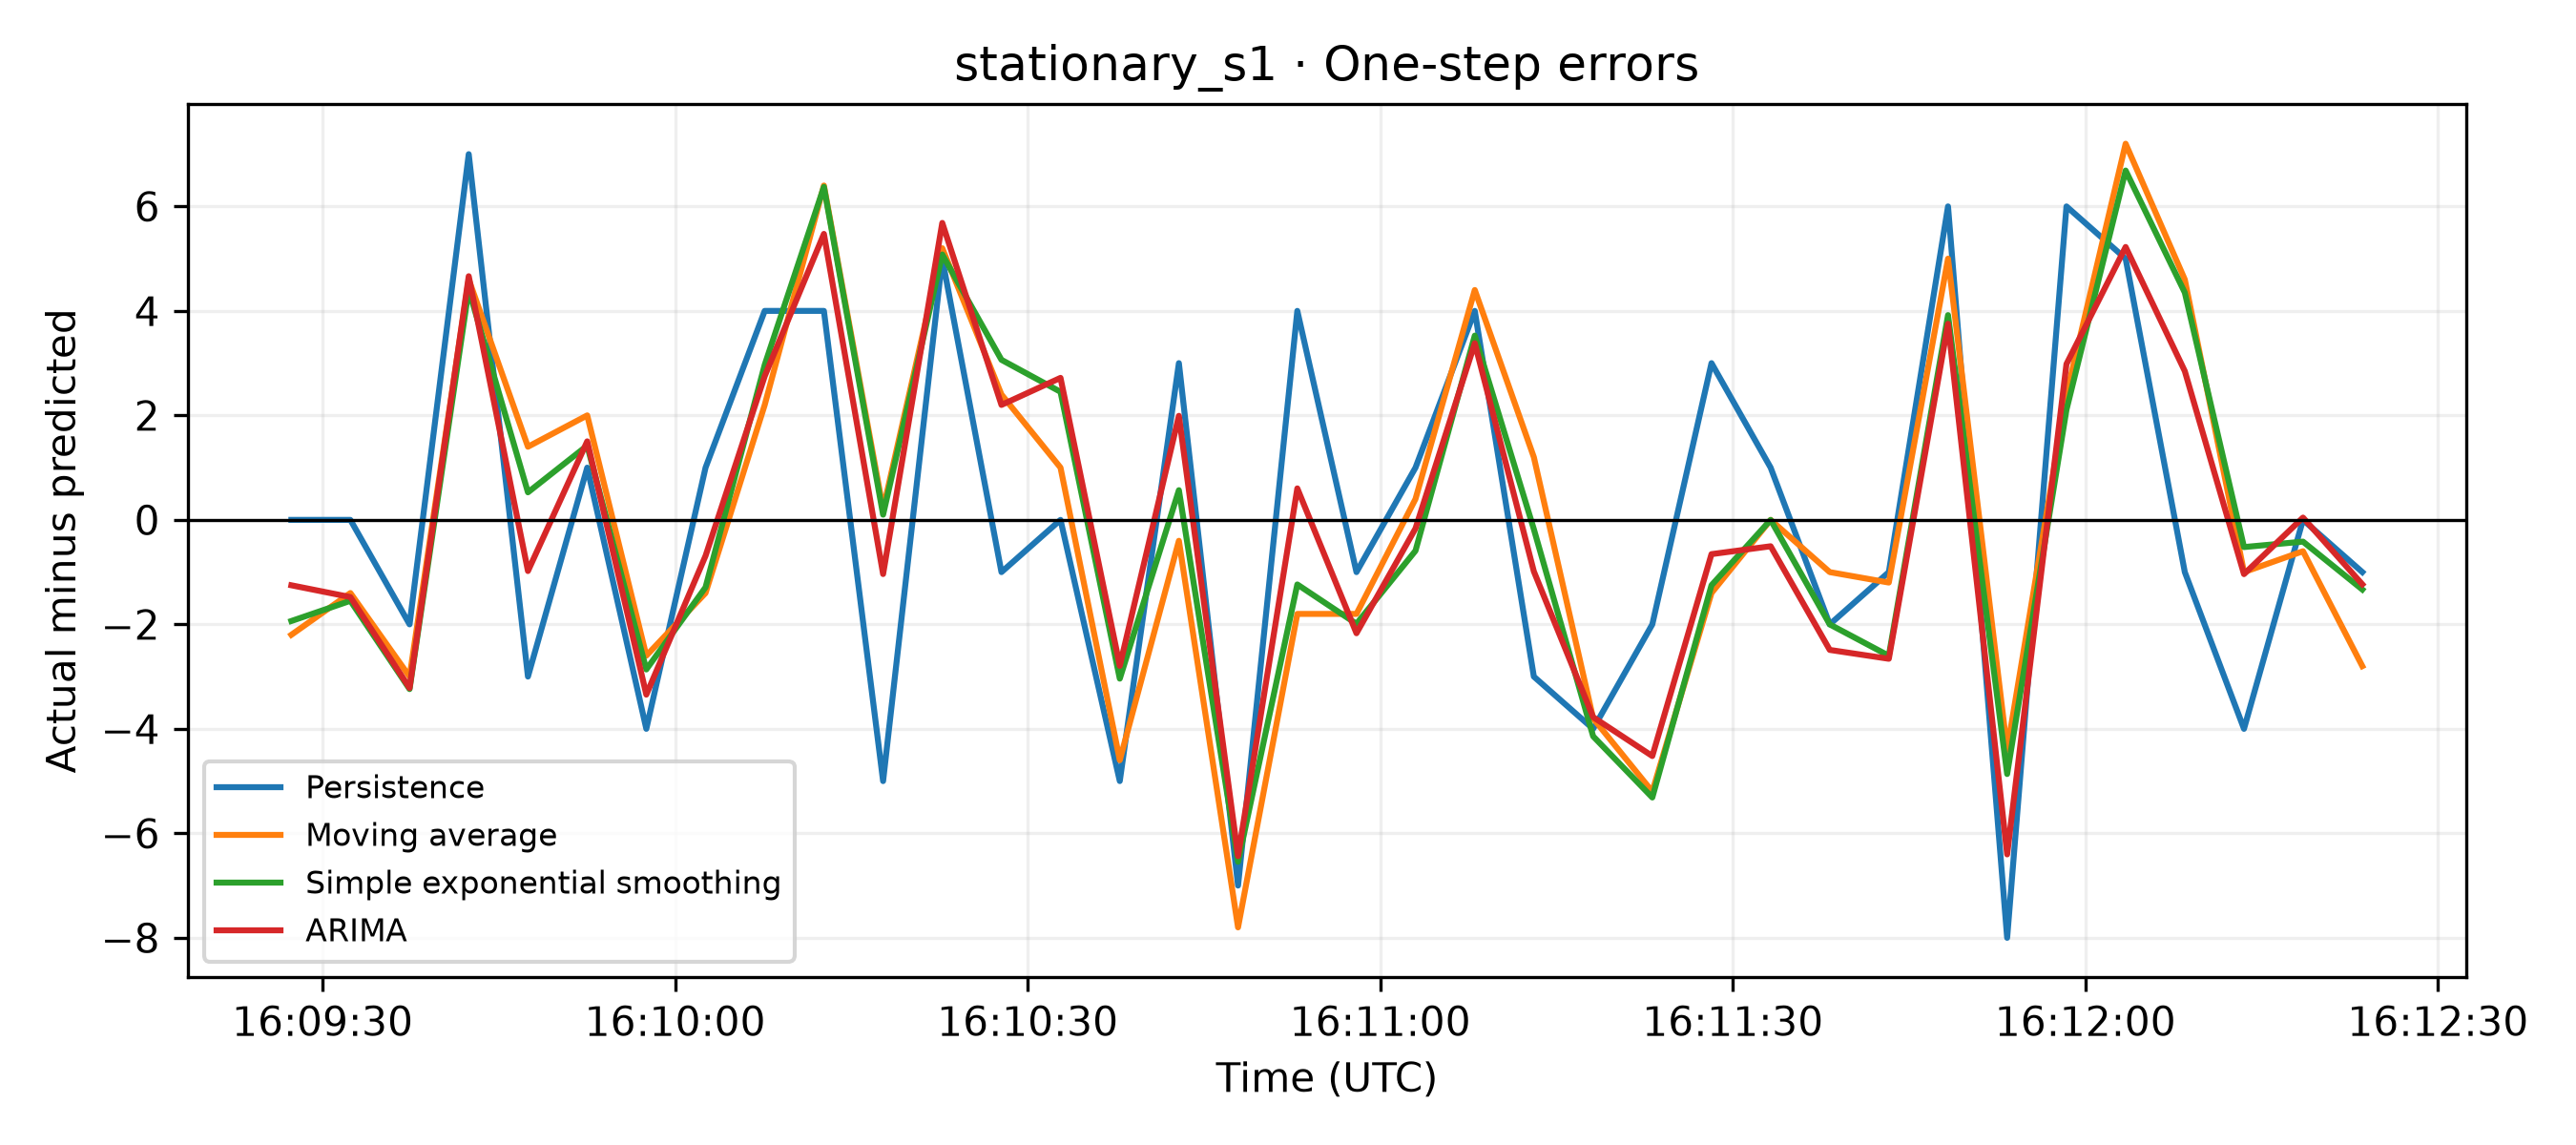 stationary_s1 · One-step errors
Actual minus predicted
6
4
2
0
−2
−4
−6
−8
Persistence
Moving average
Simple exponential smoothing
ARIMA
16:09:30
16:10:00
16:10:30
16:11:00
16:11:30
16:12:00
16:12:30
Time (UTC)